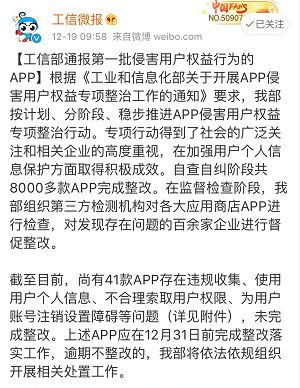 工信微报
CHINA FANS
NO.50907
12-19 09:58 来自微博 weibo.com
已关注
【工信部通报第一批侵害用户权益行为的
APP】根据《工业和信息化部关于开展APP侵
害用户权益专项整治工作的通知》要求，我部
按计划、分阶段、稳步推进APP侵害用户权益
专项整治行动。专项行动得到了社会的广泛关
注和相关企业的高度重视，在加强用户个人信
息保护方面取得积极成效。自查自纠阶段共
8000多款APP完成整改。在监督检查阶段，我
部组织第三方检测机构对各大应用商店APP进
行检查，对发现存在问题的百余家企业进行督
促整改。
截至目前，尚有41款APP存在违规收集、使用
用户个人信息、不合理索取用户权限、为用户
账号注销设置障碍等问题（详见附件），未完
成整改。上述APP应在12月31日前完成整改落
实工作，逾期不整改的，我部将依法依规组织
开展相关处置工作。